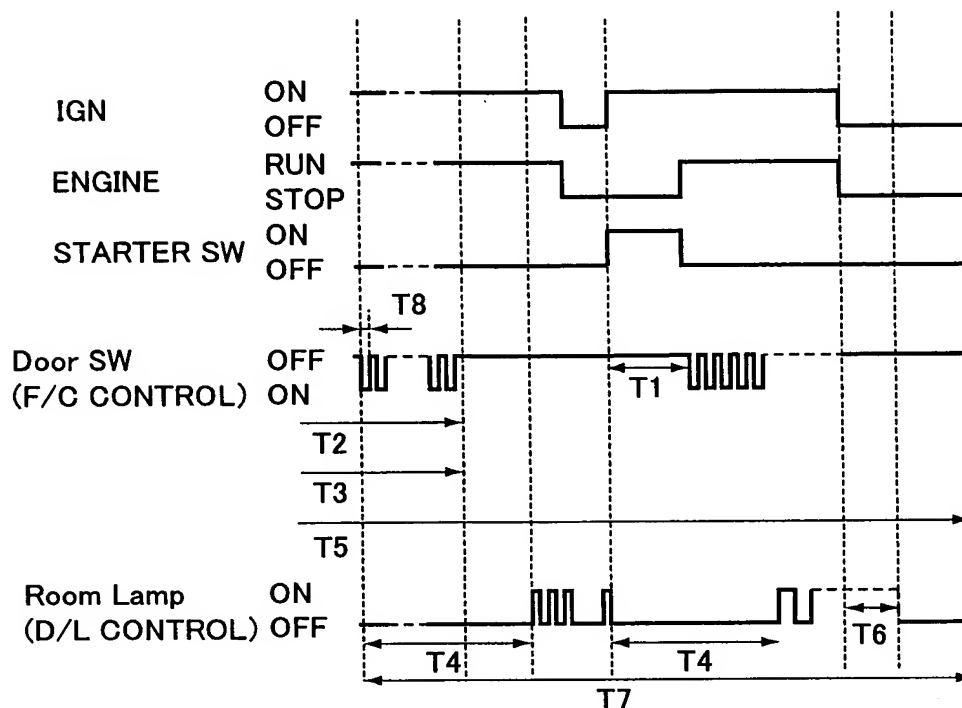 IGN ON
OFF
ENGINE RUN
STOP
STARTER SW ON
OFF
T8
Door SW OFF
(F/C CONTROL) ON
T1
T2
T3
T5
Room Lamp ON
(D/L CONTROL) OFF
T4 T4 T6
T7